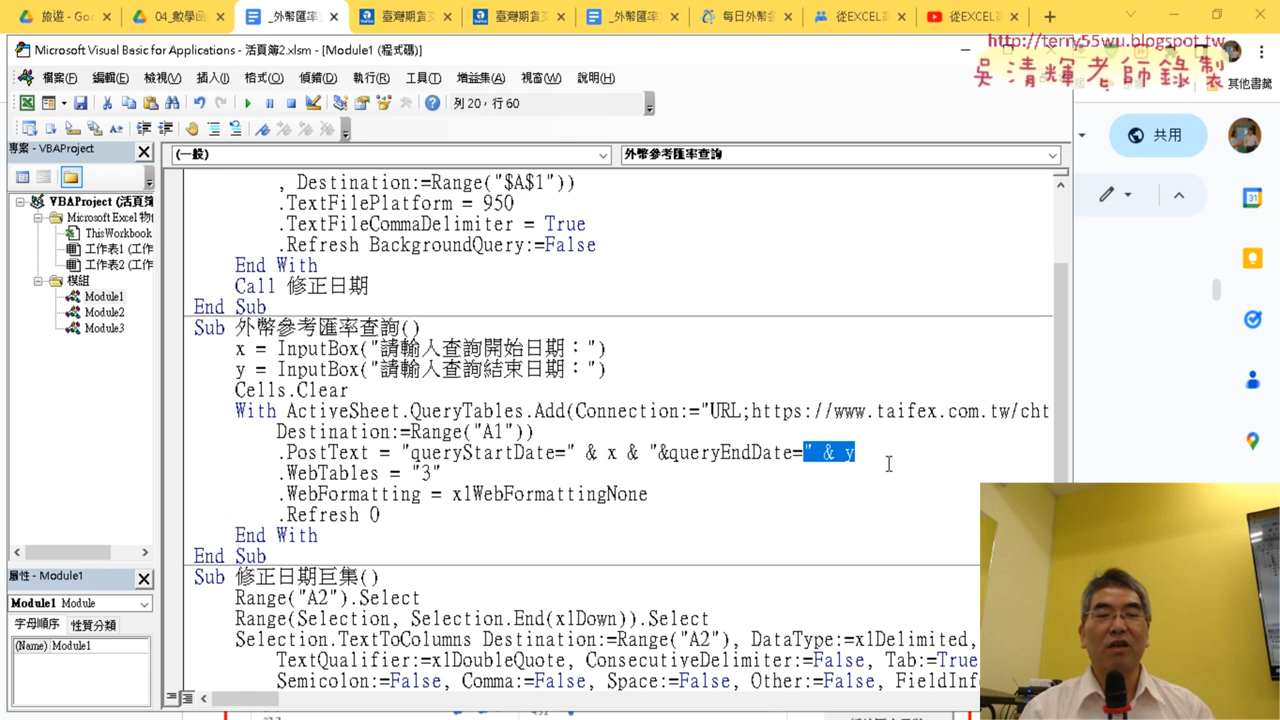 旅遊 - Go
04_數學函
_外幣匯率
臺灣期貨交
臺灣期貨交
_外幣匯率
每日外幣參
從EXCEL
從EXCEL
http://terry55wu.blogspot.tw
吳清輝老師錄製
Microsoft Visual Basic for Applications - 活頁簿2.xlsm - [Module1 (程式碼)]
檔案(F) 編輯(E) 檢視(V) 插入(I) 格式(O) 偵錯(D) 執行(R) 工具(T) 增益集(A) 視窗(W) 說明(H)
其他書籤
列 20，行 60
共用
專案 - VBAProject
(一般)
外幣參考匯率查詢
VBAProject (活頁簿
Microsoft Excel 物件
ThisWorkbook
工作表1 (工作
工作表2 (工作
模組
Module1
Module2
Module3
, Destination:=Range("$A$1"))
.TextFilePlatform = 950
.TextFileCommaDelimiter = True
.Refresh BackgroundQuery:=False
End With
Call 修正日期
End Sub
Sub 外幣參考匯率查詢()
x = InputBox("請輸入查詢開始日期：")
y = InputBox("請輸入查詢結束日期：")
Cells.Clear
With ActiveSheet.QueryTables.Add(Connection:="URL;https://www.taifex.com.tw/cht
Destination:=Range("A1"))
.PostText = "queryStartDate=" & x & "&queryEndDate=" & y
.WebTables = "3"
.WebFormatting = xlWebFormattingNone
.Refresh 0
End With
End Sub
Sub 修正日期巨集()
Range("A2").Select
Range(Selection, Selection.End(xlDown)).Select
Selection.TextToColumns Destination:=Range("A2"), DataType:=xlDelimited,
TextQualifier:=xlDoubleQuote, ConsecutiveDelimiter:=False, Tab:=True
Semicolon:=False, Comma:=False, Space:=False, Other:=False, FieldInf
屬性 - Module1
Module1 Module
字母順序 性質分類
(Name) Module1
31